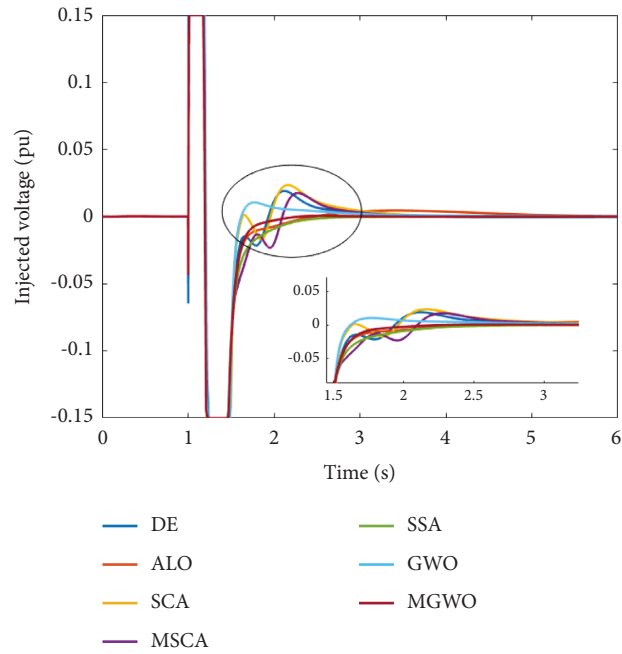 0.15
0.1
0.05
0
-0.05
-0.1
-0.15
Injected voltage (pu)
0.05
0
-0.05
1.5 2 2.5 3
0 1 2 3 4 5 6
Time (s)
DE SSA
ALO GWO
SCA MGWO
MSCA